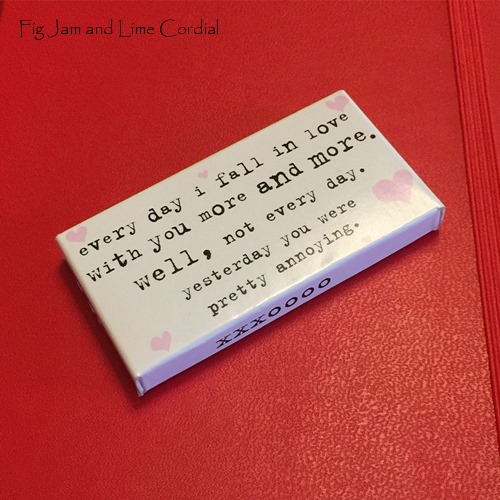 Fig Jam and Lime Cordial
every day i fall in love
with you more and more.
well, not every day.
yesterday you were
pretty annoying.
xxxoooo